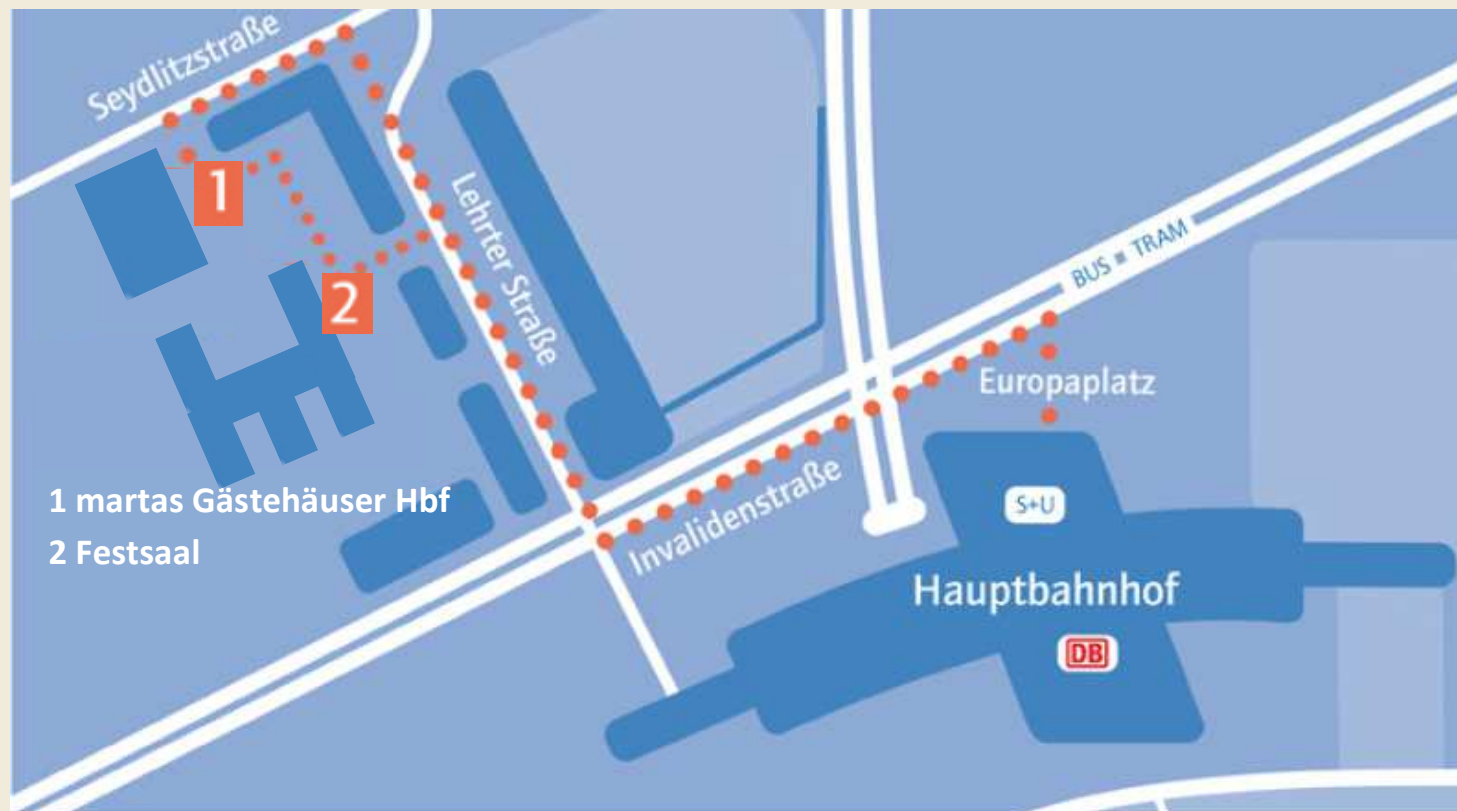 Seydlitzstraße
1
2
Lehrter Straße
BUS ■ TRAM
Europaplatz
Invalidenstraße
S+U
Hauptbahnhof
DB
1 martas Gästehäuser Hbf
2 Festsaal